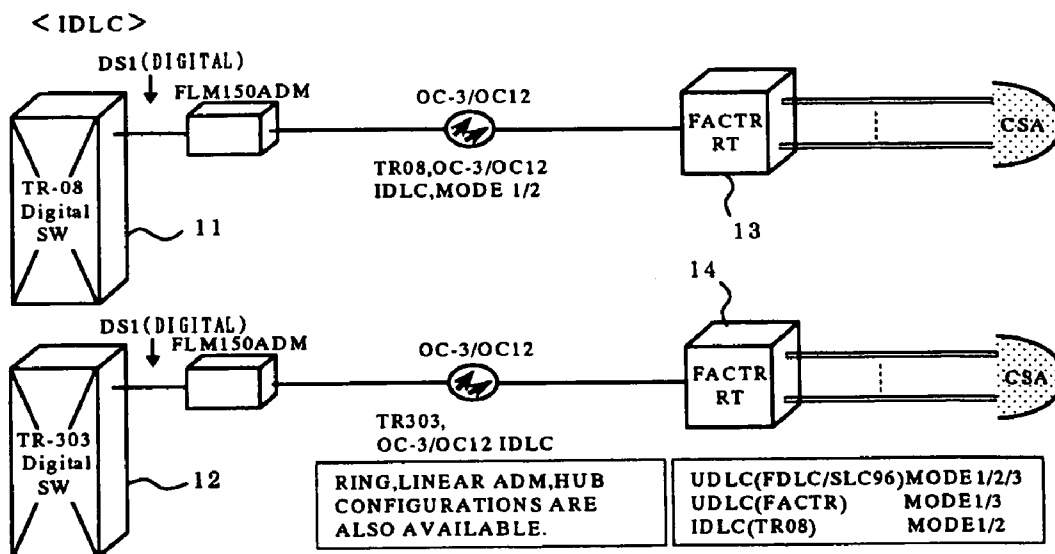 <IDLC>
DS1(DIGITAL)
FLM150ADM
OC-3/OC12
TR08,OC-3/OC12
IDLC,MODE 1/2
TR-08
Digital
SW
11
FACTR
RT
13
CSA
14
DS1(DIGITAL)
FLM150ADM
OC-3/OC12
TR303,
OC-3/OC12 IDLC
TR-303
Digital
SW
12
FACTR
RT
CSA
RING,LINEAR ADM,HUB
CONFIGURATIONS ARE
ALSO AVAILABLE.
UDLC(FDLC/SLC96)MODE1/2/3
UDLC(FACTR) MODE1/3
IDLC(TR08) MODE1/2